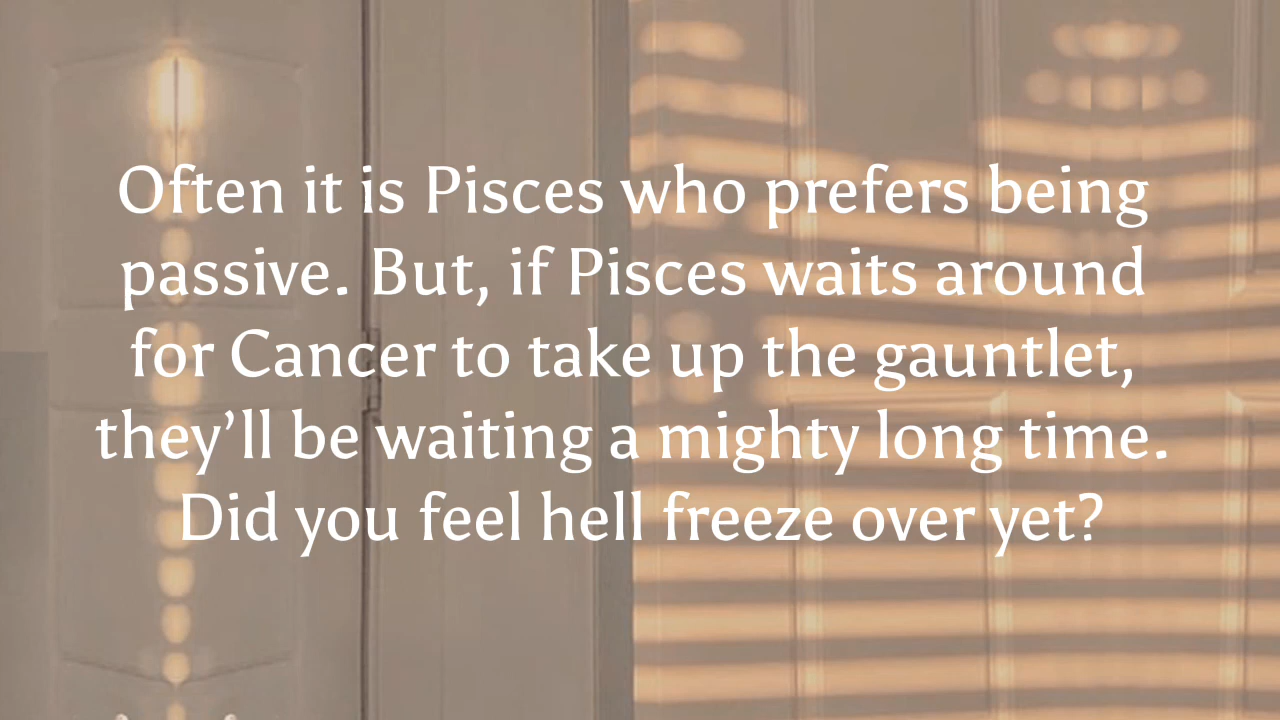 Often it is Pisces who prefers being
passive. But, if Pisces waits around
for Cancer to take up the gauntlet,
they’ll be waiting a mighty long time.
Did you feel hell freeze over yet?